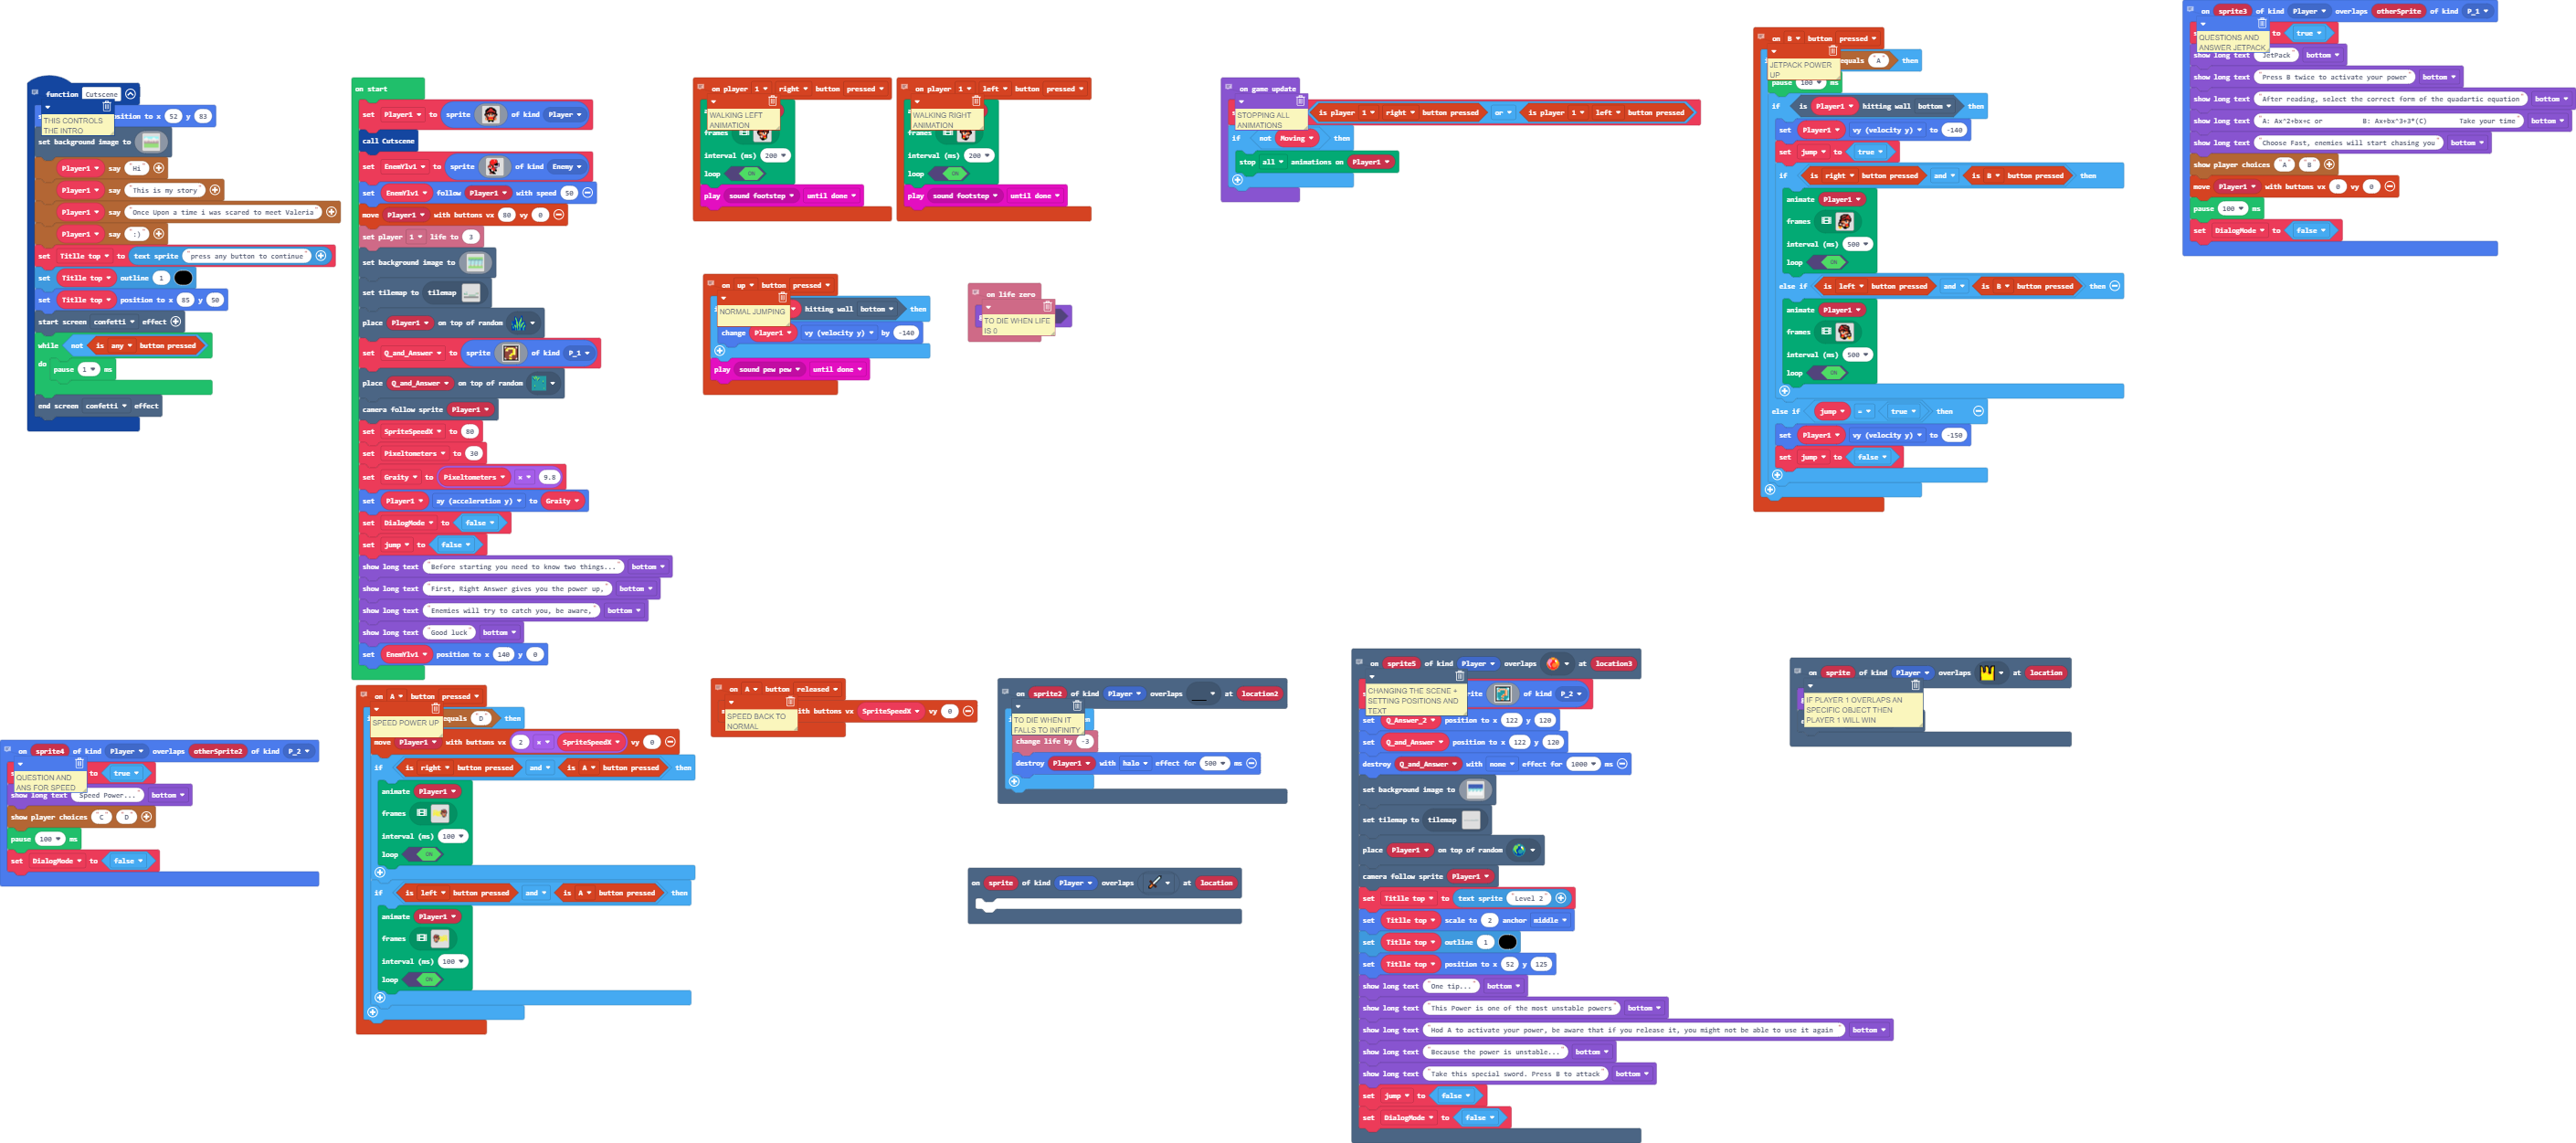 function Cutscene
THIS CONTROLS
THE INTRO
position to x 52 y 83
set background image to
Player1 say "Hi"
Player1 say "This is my story"
Player1 say "Once Upon a time i was scared to meet Valeria"
Player1 say ":)"
set Titlle top to text sprite "press any button to continue"
set Titlle top outline 1
set Titlle top position to x 85 y 50
start screen confetti effect
while not is any button pressed
do
pause 1 ms
end screen confetti effect
on start
set Player1 to sprite of kind Player
call Cutscene
set EnemYlv1 to sprite of kind Enemy
set EnemYlv1 follow Player1 with speed 50
move Player1 with buttons vx 80 vy 0
set player 1 life to 3
set background image to
set tilemap to tilemap
place Player1 on top of random
set Q_and_Answer to sprite of kind P_1
place Q_and_Answer on top of random
camera follow sprite Player1
set SpriteSpeedX to 80
set Pixeltometers to 30
set Graity to Pixeltometers x 9.8
set Player1 ay (acceleration y) to Graity
set DialogMode to false
set jump to false
show long text "Before starting you need to know two things..." bottom
show long text "First, Right Answer gives you the power up," bottom
show long text "Enemies will try to catch you, be aware," bottom
show long text "Good luck" bottom
set EnemYlv1 position to x 140 y 0
on player 1 right button pressed
WALKING LEFT
ANIMATION
frames
interval (ms) 200
loop ON
play sound footstep until done
on player 1 left button pressed
WALKING RIGHT
ANIMATION
frames
interval (ms) 200
loop ON
play sound footstep until done
on game update
STOPPING ALL
ANIMATIONS
is player 1 right button pressed or is player 1 left button pressed
if not Moving then
stop all animations on Player1
on up button pressed
NORMAL JUMPING
hitting wall bottom then
change Player1 vy (velocity y) by -140
play sound pew pew until done
on life zero
TO DIE WHEN LIFE
IS 0
on B button pressed
JETPACK POWER
UP
equals "A" then
pause 100 ms
if is Player1 hitting wall bottom then
set Player1 vy (velocity y) to -140
set jump to true
if is right button pressed and is B button pressed then
animate Player1
frames
interval (ms) 500
loop ON
else if is left button pressed and is B button pressed then
animate Player1
frames
interval (ms) 500
loop ON
else if jump = true then
set Player1 vy (velocity y) to -150
set jump to false
on sprite3 of kind Player overlaps otherSprite of kind P_1
QUESTIONS AND
ANSWER JETPACK
to true
show long text "JetPack" bottom
show long text "Press B twice to activate your power" bottom
show long text "After reading, select the correct form of the quadartic equation" bottom
show long text "A: Ax^2+bx+c or B: Ax+bx^3+3*(C) Take your time" bottom
show long text "Choose Fast, enemies will start chasing you" bottom
show player choices "A" "B"
move Player1 with buttons vx 0 vy 0
pause 100 ms
set DialogMode to false
on sprite4 of kind Player overlaps otherSprite2 of kind P_2
QUESTION AND
ANS FOR SPEED
to true
show long text "Speed Power..." bottom
show player choices "C" "D"
pause 100 ms
set DialogMode to false
on A button pressed
SPEED POWER UP
equals "D" then
move Player1 with buttons vx 2 x SpriteSpeedX vy 0
if is right button pressed and is A button pressed then
animate Player1
frames
interval (ms) 100
loop ON
if is left button pressed and is A button pressed then
animate Player1
frames
interval (ms) 100
loop ON
on A button released
SPEED BACK TO
NORMAL
with buttons vx SpriteSpeedX vy 0
on sprite2 of kind Player overlaps at location2
TO DIE WHEN IT
FALLS TO INFINITY
change life by -3
destroy Player1 with halo effect for 500 ms
on sprite of kind Player overlaps at location
on sprite5 of kind Player overlaps at location3
CHANGING THE SCENE +
SETTING POSITIONS AND
TEXT
sprite of kind P_2
set Q_Answer_2 position to x 122 y 120
set Q_and_Answer position to x 122 y 120
destroy Q_and_Answer with none effect for 1000 ms
set background image to
set tilemap to tilemap
place Player1 on top of random
camera follow sprite Player1
set Titlle top to text sprite "Level 2"
set Titlle top scale to 2 anchor middle
set Titlle top outline 1
set Titlle top position to x 52 y 125
show long text "One tip..." bottom
show long text "This Power is one of the most unstable powers" bottom
show long text "Hod A to activate your power, be aware that if you release it, you might not be able to use it again" bottom
show long text "Because the power is unstable..." bottom
show long text "Take this special sword. Press B to attack" bottom
set jump to false
set DialogMode to false
on sprite of kind Player overlaps at location
IF PLAYER 1 OVERLAPS AN
SPECIFIC OBJECT THEN
PLAYER 1 WILL WIN